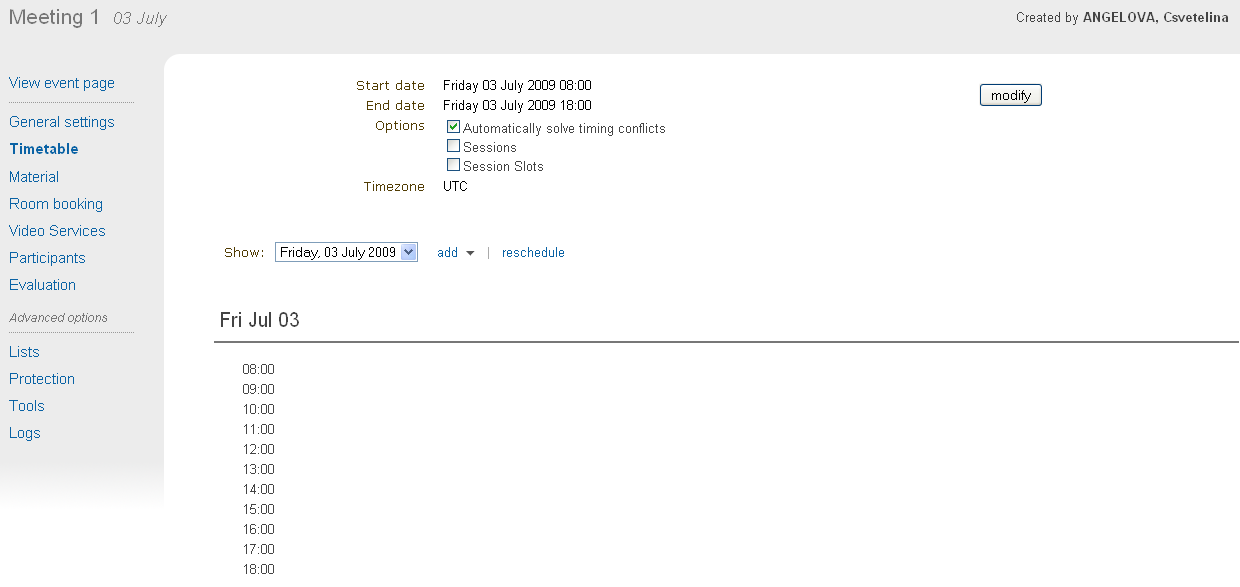 Meeting 1 03 July
Created by ANGELOVA, Csvetelina
View event page
General settings
Timetable
Material
Room booking
Video Services
Participants
Evaluation
Advanced options
Lists
Protection
Tools
Logs
Start date Friday 03 July 2009 08:00
modify
End date Friday 03 July 2009 18:00
Options Automatically solve timing conflicts
Sessions
Session Slots
Timezone UTC
Show: Friday, 03 July 2009 add | reschedule
Fri Jul 03
08:00
09:00
10:00
11:00
12:00
13:00
14:00
15:00
16:00
17:00
18:00